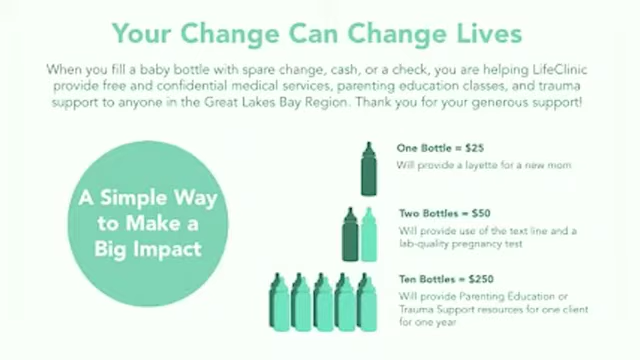 Your Change Can Change Lives
When you fill a baby bottle with spare change, cash, or a check, you are helping LifeClinic
provide free and confidential medical services, parenting education classes, and trauma
support to anyone in the Great Lakes Bay Region. Thank you for your generous support!
A Simple Way
to Make a
Big Impact
One Bottle = $25
Will provide a layette for a new mom
Two Bottles = $50
Will provide use of the text line and a
lab-quality pregnancy test
Ten Bottles = $250
Will provide Parenting Education or
Trauma Support resources for one client
for one year